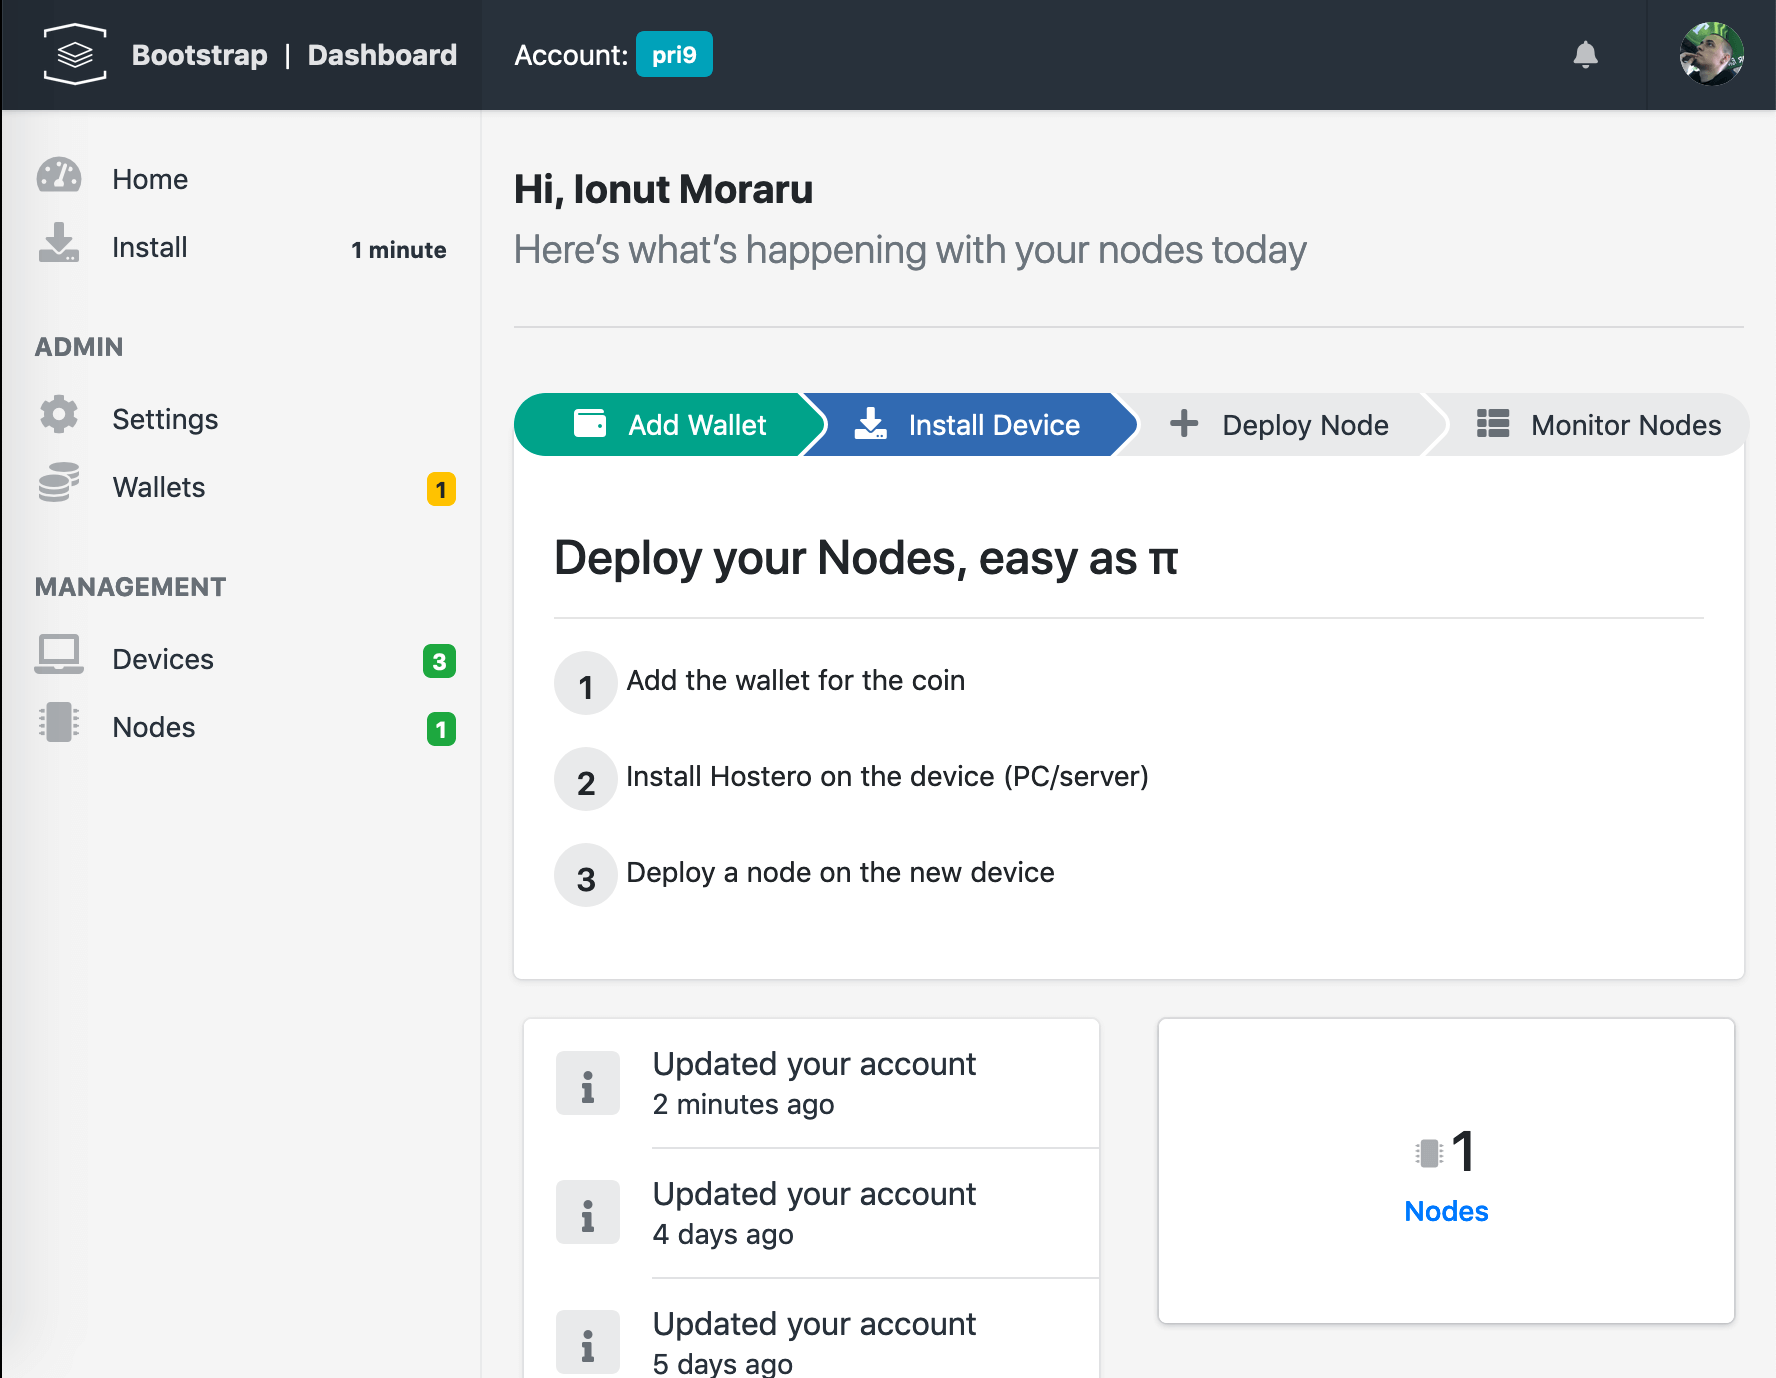 Bootstrap | Dashboard
Account: pri9
Home
Install 1 minute
ADMIN
Settings
Wallets 1
MANAGEMENT
Devices 3
Nodes 1
Hi, Ionut Moraru
Here’s what’s happening with your nodes today
Add Wallet Install Device Deploy Node Monitor Nodes
Deploy your Nodes, easy as π
1 Add the wallet for the coin
2 Install Hostero on the device (PC/server)
3 Deploy a node on the new device
Updated your account
2 minutes ago
Updated your account
4 days ago
Updated your account
5 days ago
1
Nodes